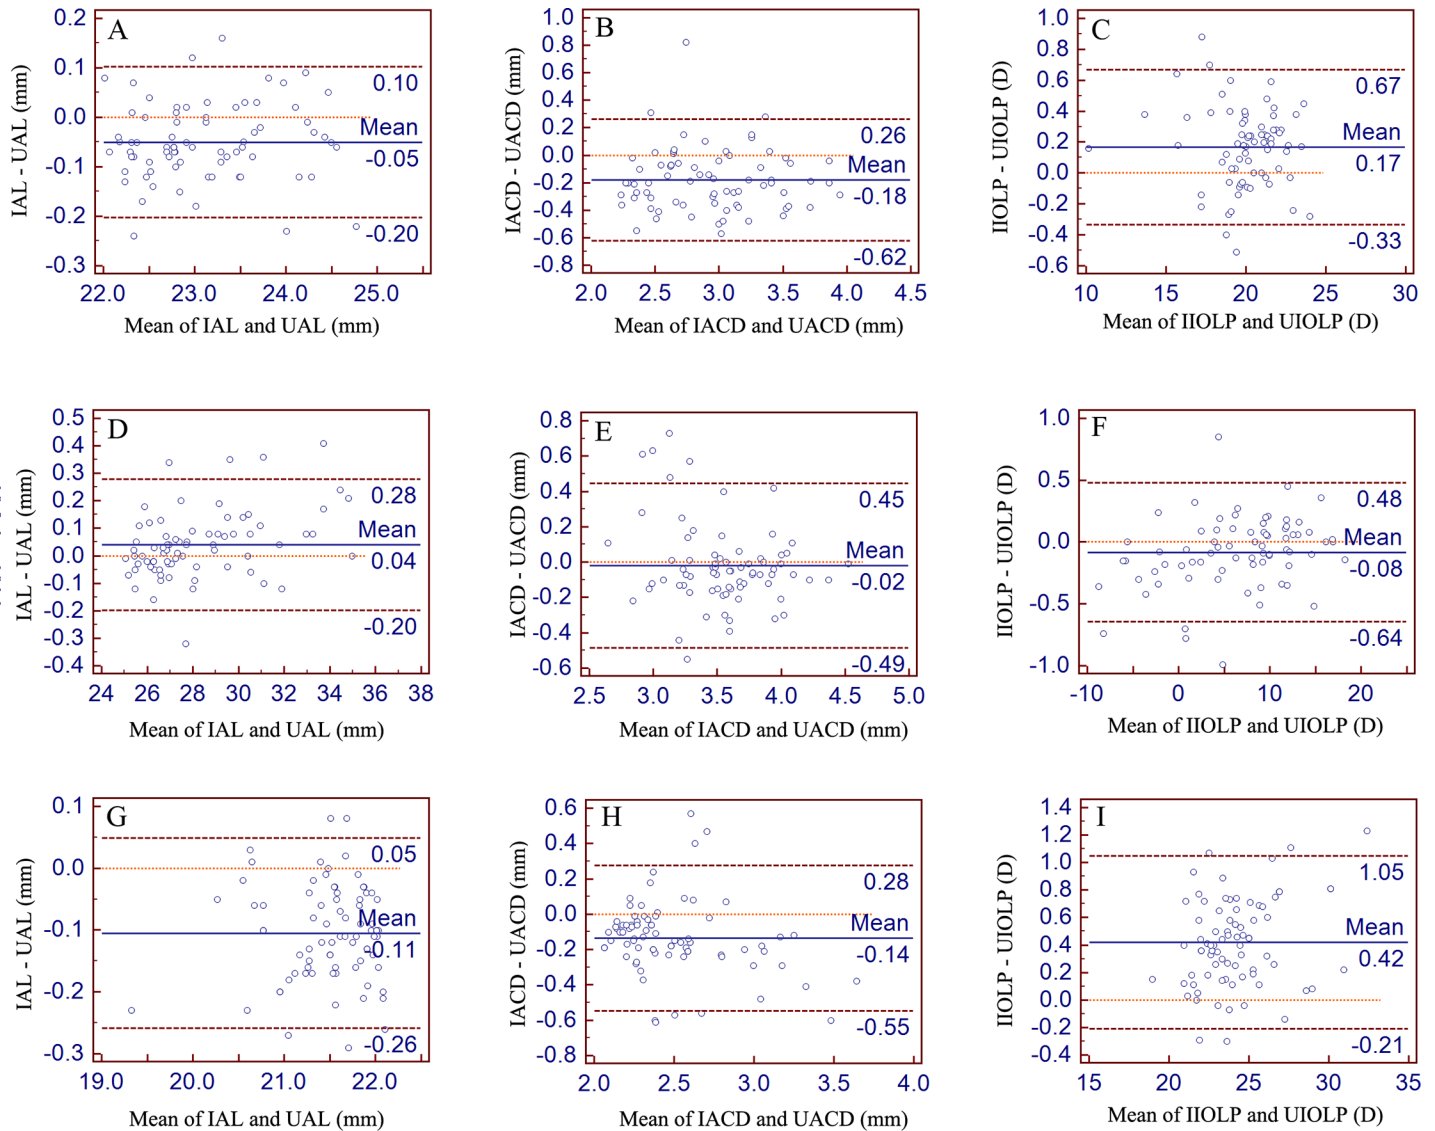 A
IAL - UAL (mm)
0.2
0.1
0.0
-0.1
-0.2
-0.3
0.10
Mean
-0.05
-0.20
22.0 23.0 24.0 25.0
Mean of IAL and UAL (mm)
B
IACD - UACD (mm)
1.0
0.8
0.6
0.4
0.2
0.0
-0.2
-0.4
-0.6
-0.8
0.26
Mean
-0.18
-0.62
2.0 2.5 3.0 3.5 4.0 4.5
Mean of IACD and UACD (mm)
C
IIOLP - UIOLP (D)
1.0
0.8
0.6
0.4
0.2
0.0
-0.2
-0.4
-0.6
0.67
Mean
0.17
-0.33
10 15 20 25 30
Mean of IIOLP and UIOLP (D)
D
IAL - UAL (mm)
0.5
0.4
0.3
0.2
0.1
0.0
-0.1
-0.2
-0.3
-0.4
0.28
Mean
0.04
-0.20
24 26 28 30 32 34 36 38
Mean of IAL and UAL (mm)
E
IACD - UACD (mm)
0.8
0.6
0.4
0.2
0.0
-0.2
-0.4
-0.6
0.45
Mean
-0.02
-0.49
2.5 3.0 3.5 4.0 4.5 5.0
Mean of IACD and UACD (mm)
F
IIOLP - UIOLP (D)
1.0
0.5
0.0
-0.5
-1.0
0.48
Mean
-0.08
-0.64
-10 0 10 20
Mean of IIOLP and UIOLP (D)
G
IAL - UAL (mm)
0.1
0.0
-0.1
-0.2
-0.3
0.05
Mean
-0.11
-0.26
19.0 20.0 21.0 22.0
Mean of IAL and UAL (mm)
H
IACD - UACD (mm)
0.6
0.4
0.2
0.0
-0.2
-0.4
-0.6
-0.8
0.28
Mean
-0.14
-0.55
2.0 2.5 3.0 3.5 4.0
Mean of IACD and UACD (mm)
I
IIOLP - UIOLP (D)
1.4
1.2
1.0
0.8
0.6
0.4
0.2
0.0
-0.2
-0.4
1.05
Mean
0.42
-0.21
15 20 25 30 35
Mean of IIOLP and UIOLP (D)